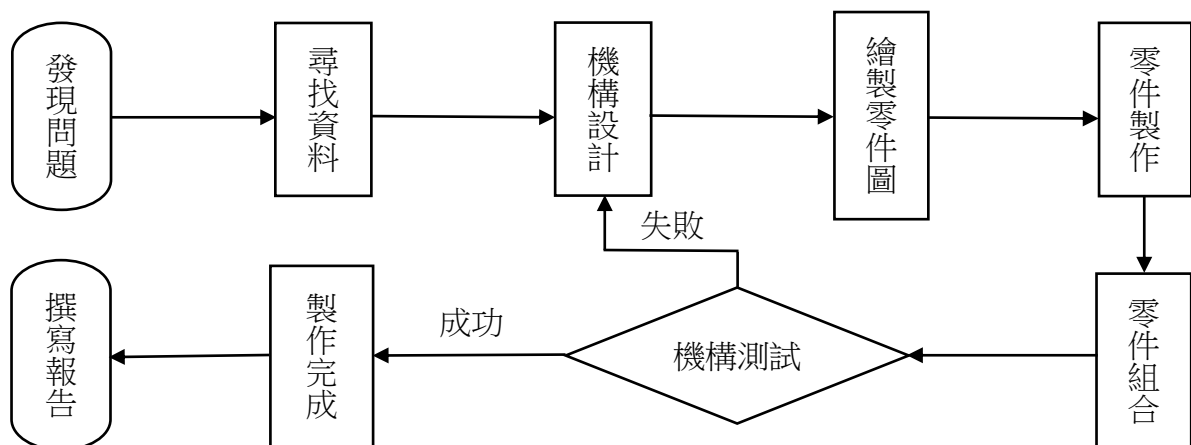 發現問題
尋找資料
機構設計
繪製零件圖
零件製作
失敗
撰寫報告
製作完成
成功
機構測試
零件組合